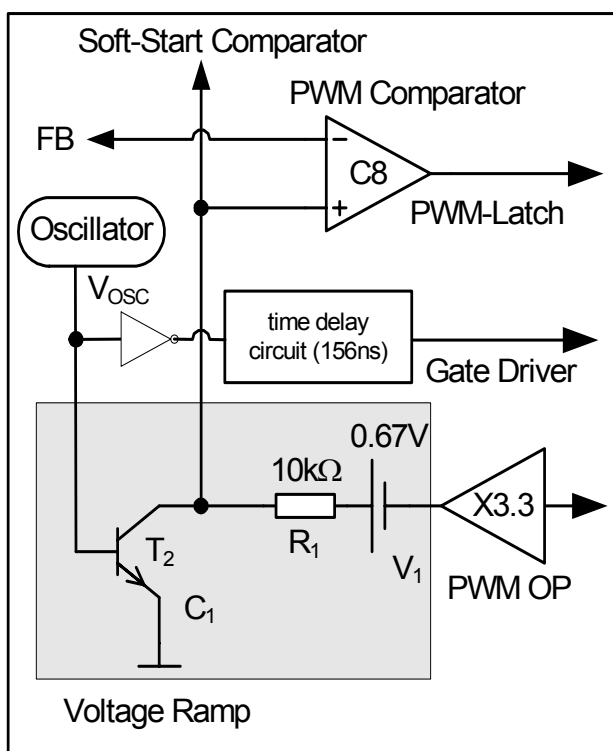 Soft-Start Comparator
PWM Comparator
FB
−
C8
+
PWM-Latch
Oscillator
VOSC
time delay
circuit (156ns)
Gate Driver
0.67V
10kΩ
X3.3
R1
V1
PWM OP
T2
C1
Voltage Ramp